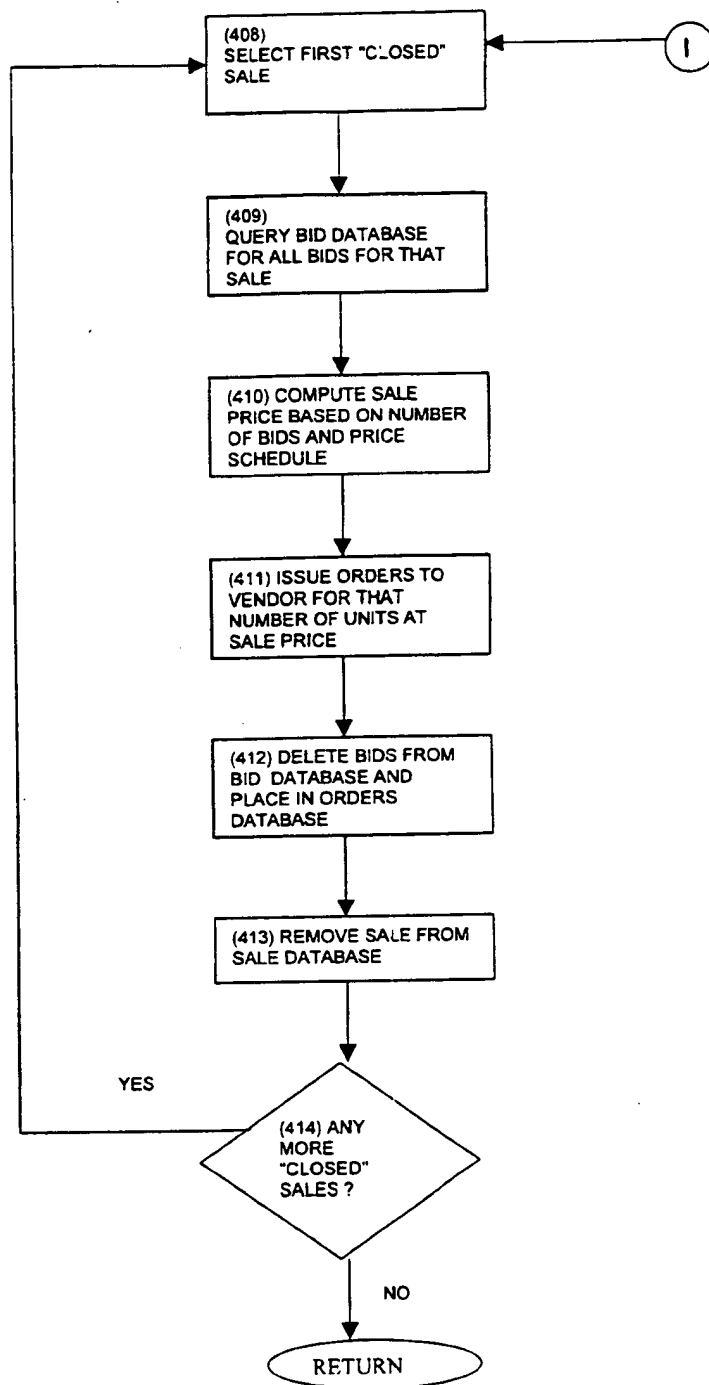 (408)
SELECT FIRST "CLOSED"
SALE
I
(409)
QUERY BID DATABASE
FOR ALL BIDS FOR THAT
SALE
(410) COMPUTE SALE
PRICE BASED ON NUMBER
OF BIDS AND PRICE
SCHEDULE
(411) ISSUE ORDERS TO
VENDOR FOR THAT
NUMBER OF UNITS AT
SALE PRICE
(412) DELETE BIDS FROM
BID DATABASE AND
PLACE IN ORDERS
DATABASE
(413) REMOVE SALE FROM
SALE DATABASE
YES
(414) ANY
MORE
"CLOSED"
SALES ?
NO
RETURN